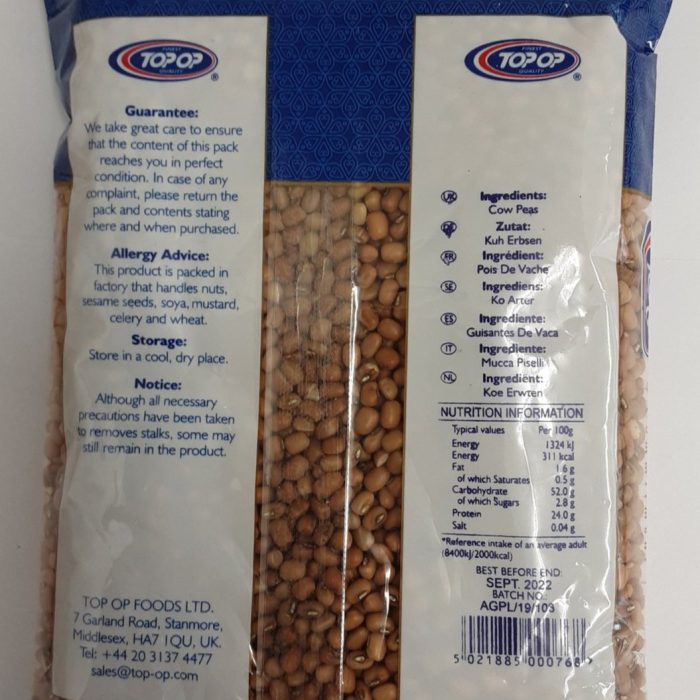 FINEST
TOP OP
QUALITY
®
Guarantee:
We take great care to ensure
that the content of this pack
reaches you in perfect
condition. In case of any
complaint, please return the
pack and contents stating
where and when purchased.
Allergy Advice:
This product is packed in
factory that handles nuts,
sesame seeds, soya, mustard,
celery and wheat.
Storage:
Store in a cool, dry place.
Notice:
Although all necessary
precautions have been taken
to removes stalks, some may
still remain in the product.
TOP OP FOODS LTD.
7 Garland Road, Stanmore,
Middlesex, HA7 1QU, UK.
Tel: +44 20 3137 4477
sales@top-op.com
FINEST
TOP OP
QUALITY
®
UK Ingredients:
Cow Peas
Zutat:
Kuh Erbsen
FR Ingrédient:
Pois De Vache
SE Ingrediens:
Ko Arter
ES Ingrediente:
Guisantes De Vaca
IT Ingrediente:
Mucca Piselli
NL Ingrediënt:
Koe Erwten
NUTRITION INFORMATION
Typical values Per 100g
Energy 1324 kJ
Energy 311 kcal
Fat 1.6 g
of which Saturates 0.5 g
Carbohydrate 52.0 g
of which Sugars 2.8 g
Protein 24.0 g
Salt 0.04 g
*Reference intake of an average adult
(8400kJ/2000kcal)
BEST BEFORE END:
SEPT. 2022
BATCH NO.:
AGPL/19/103
5 021885 000768 >